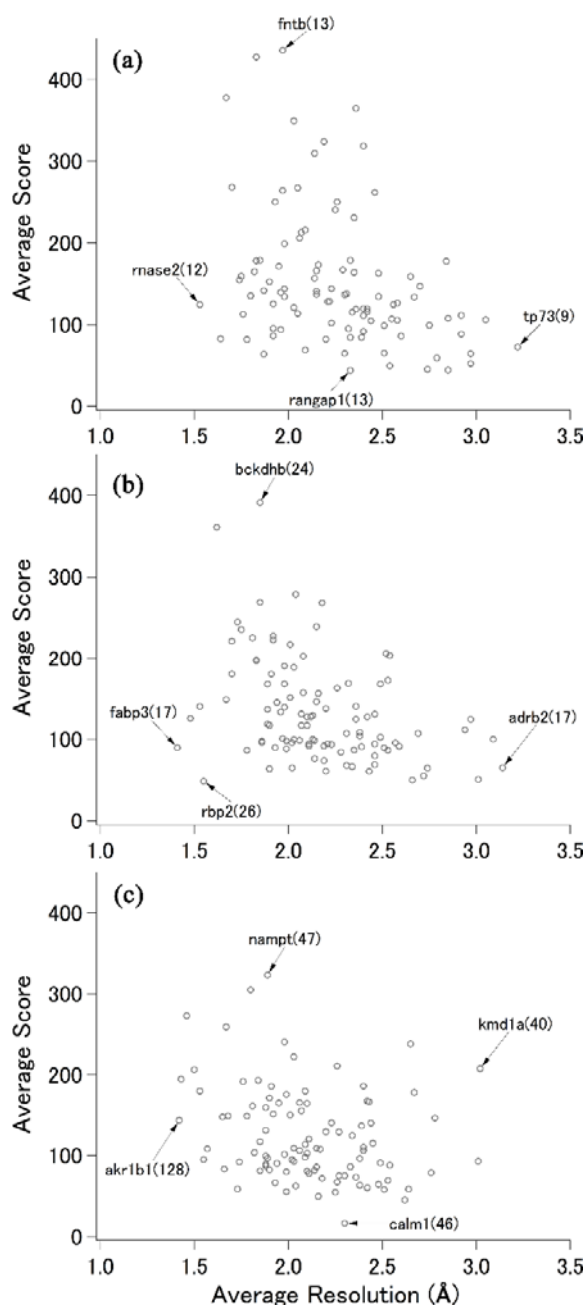 (a)
fntb(13)
400
300
200
100
0
Average Score
rnase2(12)
tp73(9)
rangap1(13)
1.0 1.5 2.0 2.5 3.0 3.5
(b)
bckdhb(24)
400
300
200
100
0
Average Score
fabp3(17)
adrb2(17)
rbp2(26)
1.0 1.5 2.0 2.5 3.0 3.5
(c)
nampt(47)
400
300
200
100
0
Average Score
kmd1a(40)
akr1b1(128)
calm1(46)
1.0 1.5 2.0 2.5 3.0 3.5
Average Resolution (Å)